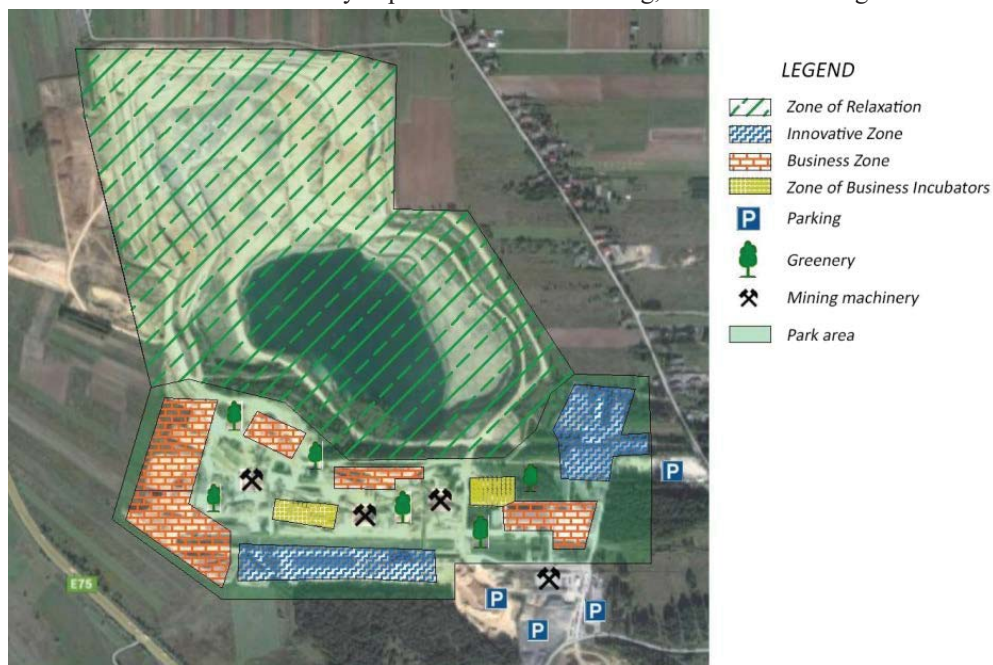 LEGEND
Zone of Relaxation
Innovative Zone
Business Zone
Zone of Business Incubators
P Parking
Greenery
Mining machinery
Park area
P
E75
P
P
P